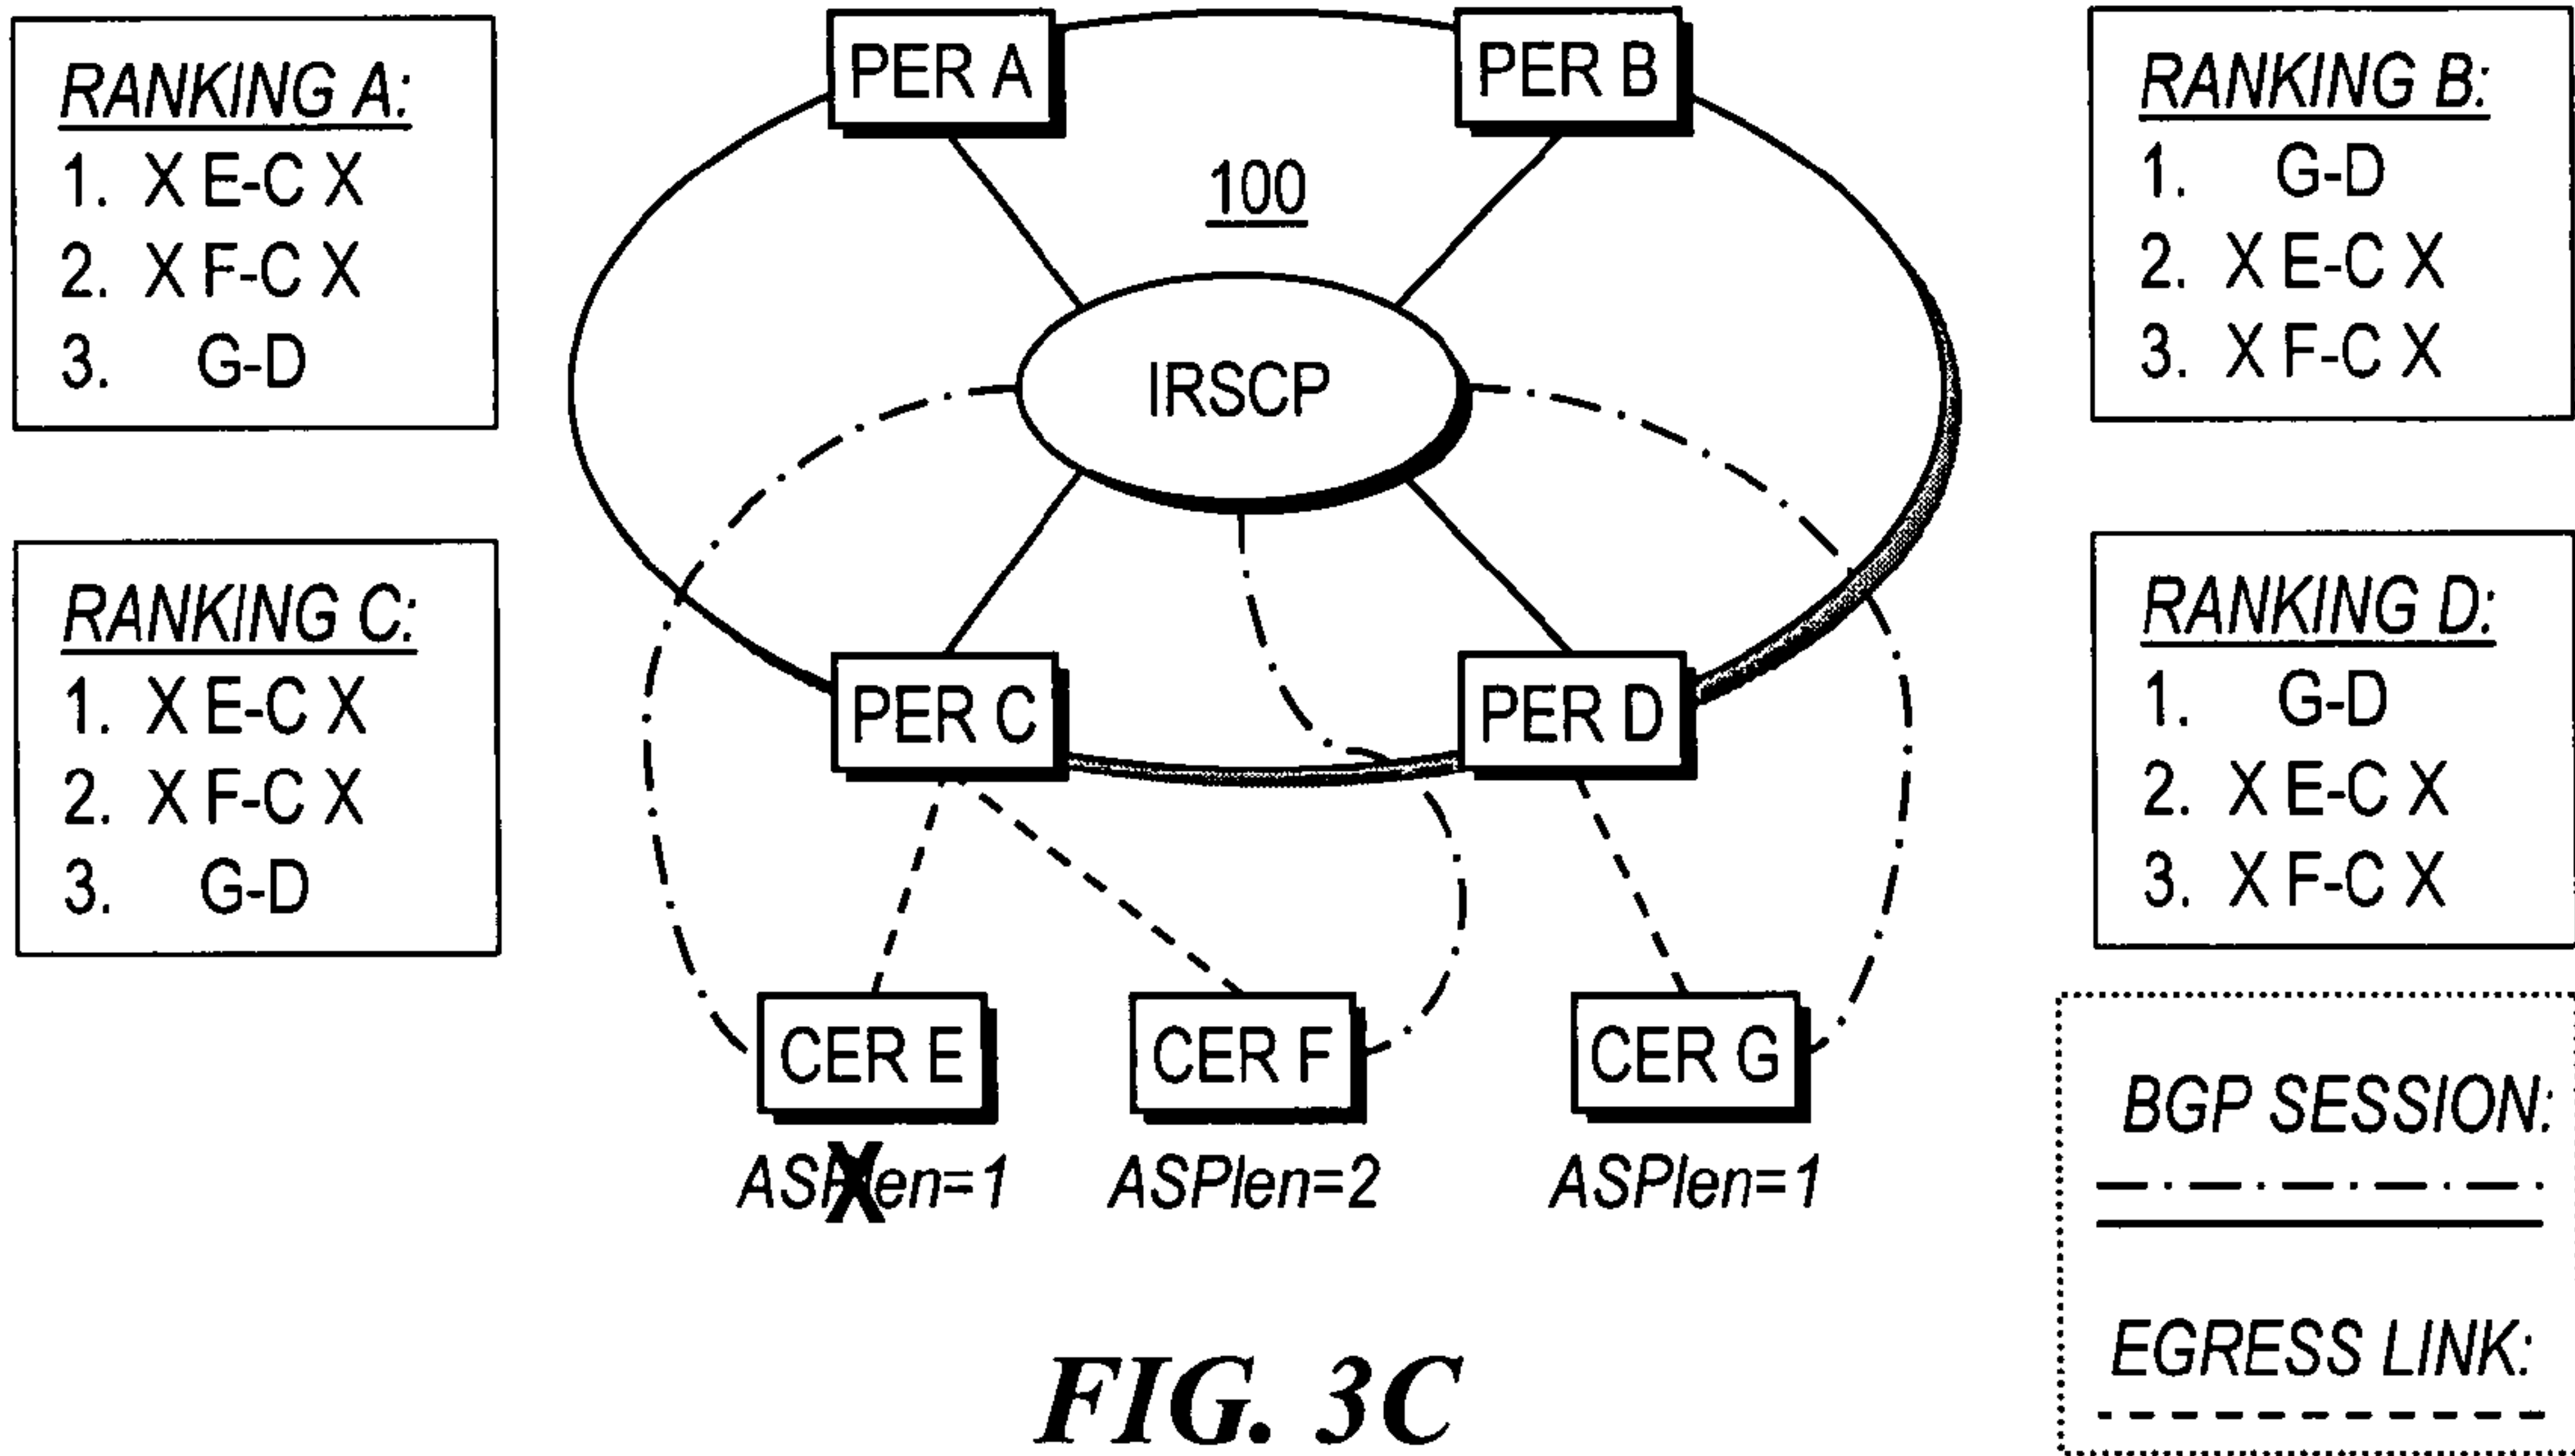 RANKING A:
1. X E-C X
2. X F-C X
3. G-D
PER A
PER B
100
IRSCP
RANKING B:
1. G-D
2. X E-C X
3. X F-C X
RANKING C:
1. X E-C X
2. X F-C X
3. G-D
PER C
PER D
RANKING D:
1. G-D
2. X E-C X
3. X F-C X
CER E
CER F
CER G
ASPlen=1
X
ASPlen=2
ASPlen=1
BGP SESSION:
EGRESS LINK:
FIG. 3C